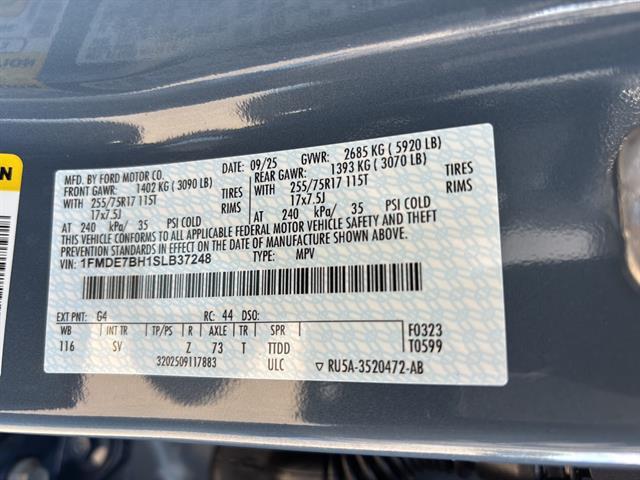 MFD. BY FORD MOTOR CO. DATE: 09/25 GVWR: 2685 KG ( 5920 LB)
FRONT GAWR: 1402 KG ( 3090 LB) REAR GAWR: 1393 KG ( 3070 LB)
WITH 255/75R17 115T TIRES WITH 255/75R17 115T TIRES
17x7.5J RIMS 17x7.5J RIMS
AT 240 kPa/ 35 PSI COLD AT 240 kPa/ 35 PSI COLD
THIS VEHICLE CONFORMS TO ALL APPLICABLE FEDERAL MOTOR VEHICLE SAFETY AND THEFT
PREVENTION STANDARDS IN EFFECT ON THE DATE OF MANUFACTURE SHOWN ABOVE.
VIN: 1FMDE7BH1SLB37248 TYPE: MPV
EXT PNT: G4 RC: 44 DSO:
WB INT TR TP/PS R AXLE TR SPR F0323
116 SV Z 73 T TTDD T0599
3202509117883 ULC ▽ RU5A-3520472-AB